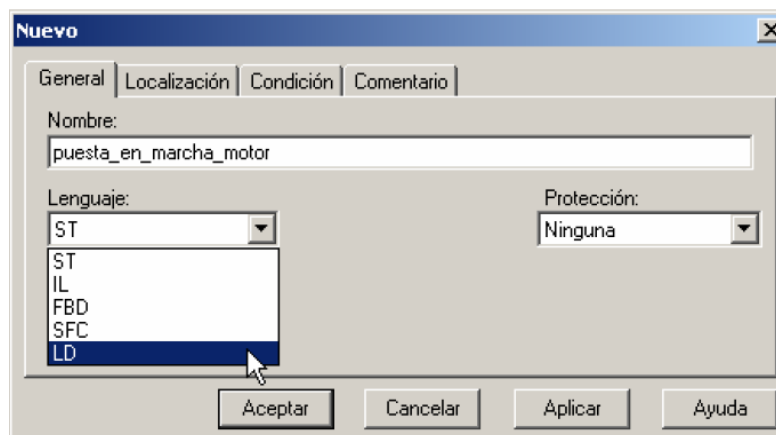 Nuevo
General Localización Condición Comentario
Nombre:
puesta_en_marcha_motor
Lenguaje: Protección:
ST Ninguna
ST
IL
FBD
SFC
LD
Aceptar Cancelar Aplicar Ayuda